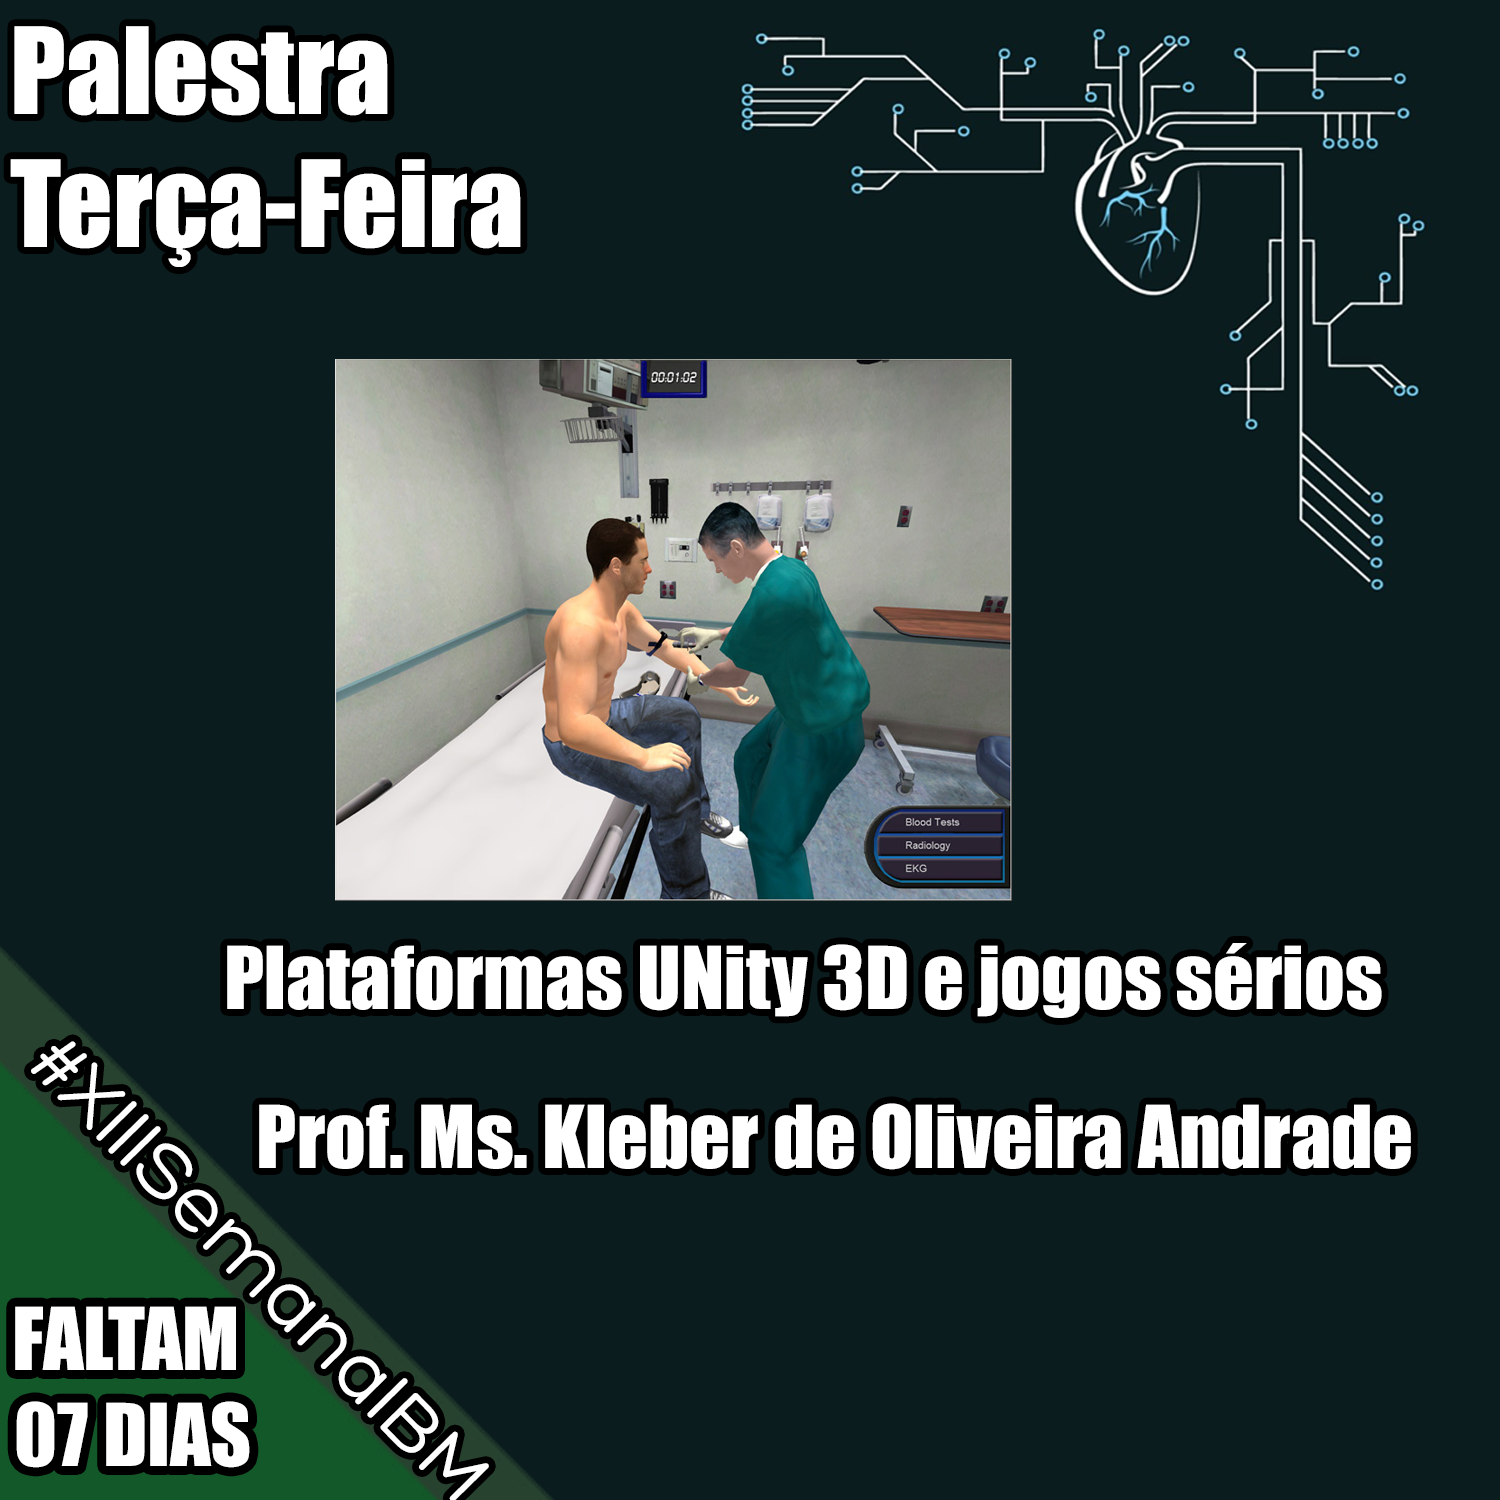 Palestra
Terça-Feira
00:01:02
Blood Tests
Radiology
EKG
Plataformas UNity 3D e jogos sérios
Prof. Ms. Kleber de Oliveira Andrade
#XIIISemanaIBM
FALTAM
07 DIAS